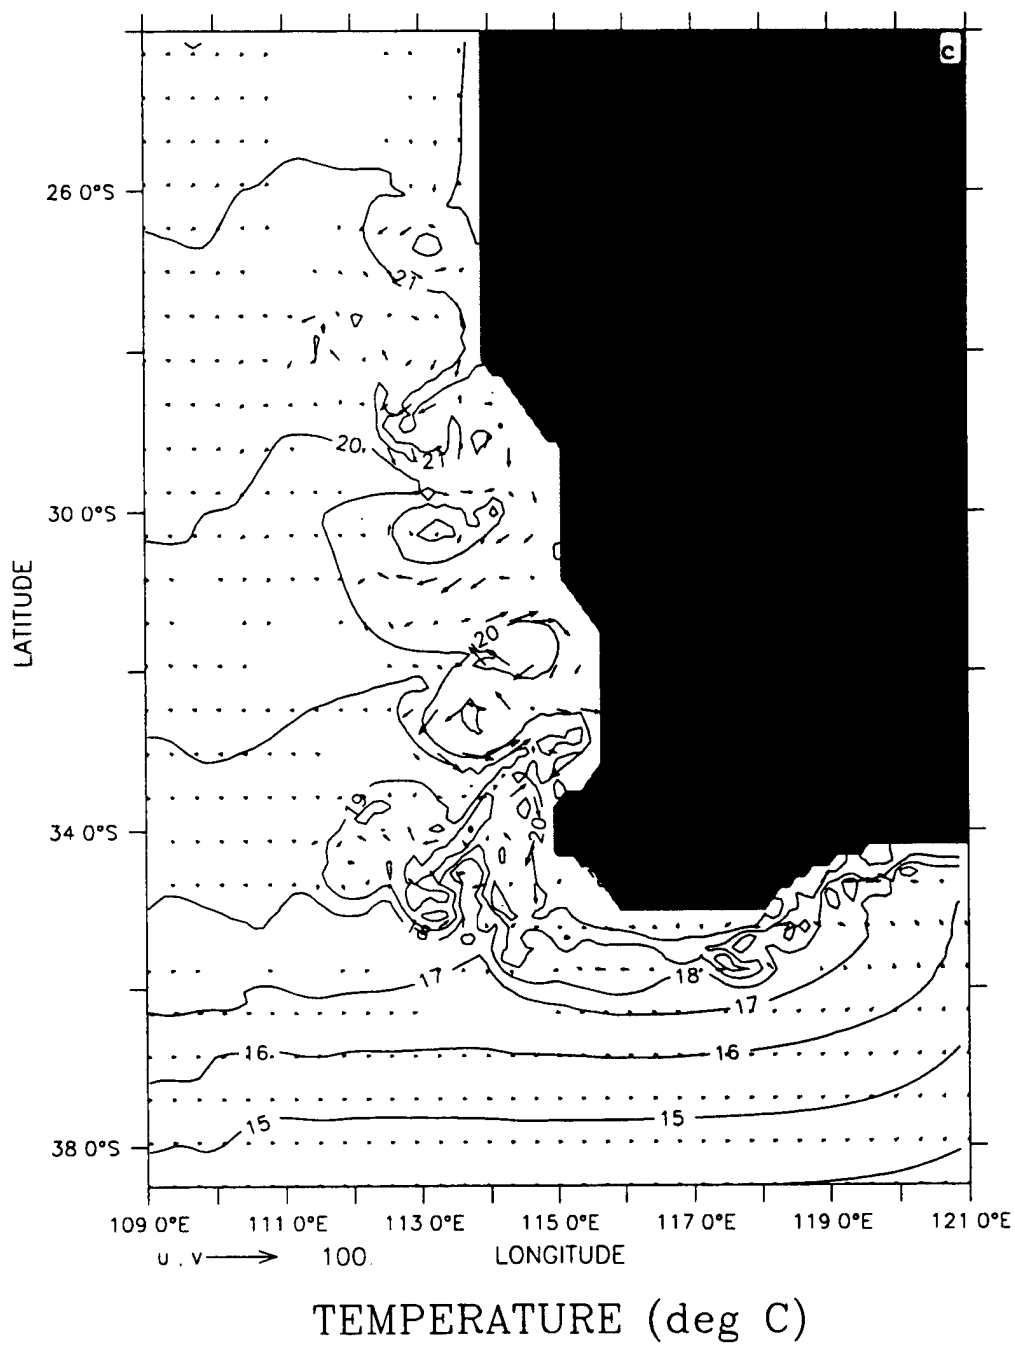 c
26 0°S
21
20.
21
30 0°S
LATITUDE
20
19
34 0°S
20
18
17
18
17
16.
16
15
15
38 0°S
109 0°E 111 0°E 113 0°E 115 0°E 117 0°E 119 0°E 121 0°E
u , v 100. LONGITUDE
TEMPERATURE (deg C)